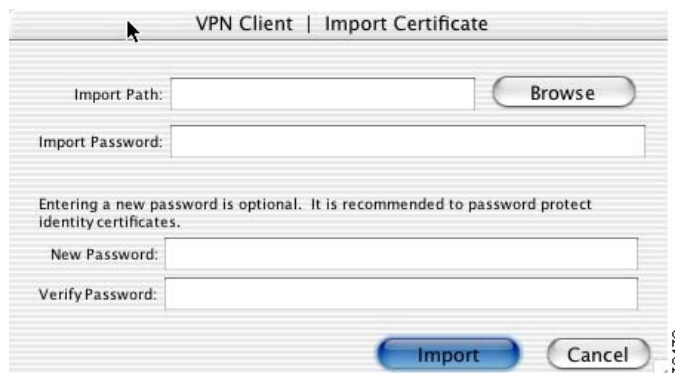 VPN Client | Import Certificate
Import Path:
Browse
Import Password:
Entering a new password is optional. It is recommended to password protect
identity certificates.
New Password:
Verify Password:
Import
Cancel